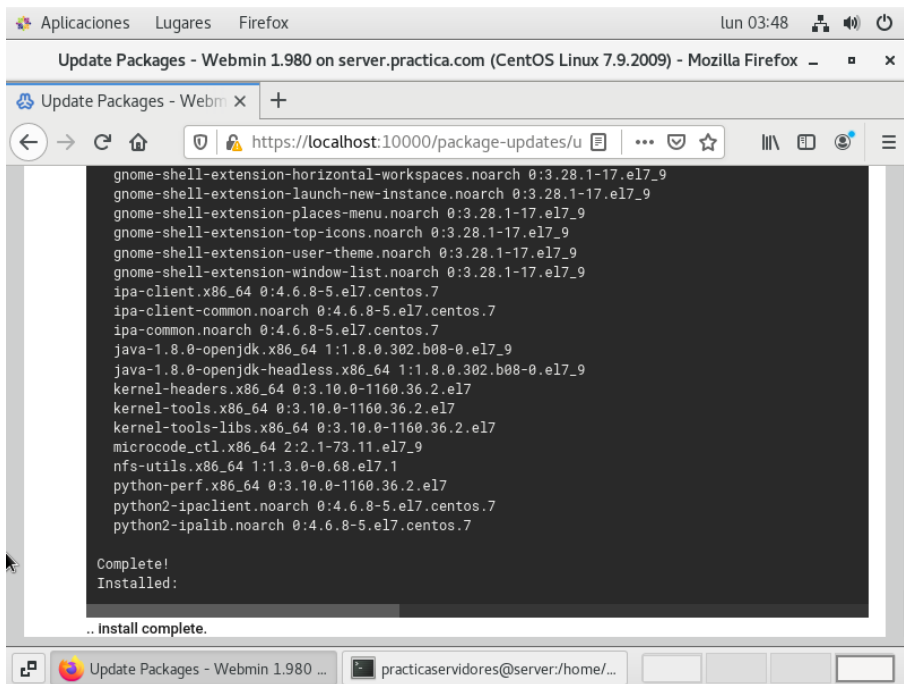 Aplicaciones Lugares Firefox lun 03:48
Update Packages - Webmin 1.980 on server.practica.com (CentOS Linux 7.9.2009) - Mozilla Firefox
Update Packages - Webm
https://localhost:10000/package-updates/u
gnome-shell-extension-horizontal-workspaces.noarch 0:3.28.1-17.el7_9
gnome-shell-extension-launch-new-instance.noarch 0:3.28.1-17.el7_9
gnome-shell-extension-places-menu.noarch 0:3.28.1-17.el7_9
gnome-shell-extension-top-icons.noarch 0:3.28.1-17.el7_9
gnome-shell-extension-user-theme.noarch 0:3.28.1-17.el7_9
gnome-shell-extension-window-list.noarch 0:3.28.1-17.el7_9
ipa-client.x86_64 0:4.6.8-5.el7.centos.7
ipa-client-common.noarch 0:4.6.8-5.el7.centos.7
ipa-common.noarch 0:4.6.8-5.el7.centos.7
java-1.8.0-openjdk.x86_64 1:1.8.0.302.b08-0.el7_9
java-1.8.0-openjdk-headless.x86_64 1:1.8.0.302.b08-0.el7_9
kernel-headers.x86_64 0:3.10.0-1160.36.2.el7
kernel-tools.x86_64 0:3.10.0-1160.36.2.el7
kernel-tools-libs.x86_64 0:3.10.0-1160.36.2.el7
microcode_ctl.x86_64 2:2.1-73.11.el7_9
nfs-utils.x86_64 1:1.3.0-0.68.el7.1
python-perf.x86_64 0:3.10.0-1160.36.2.el7
python2-ipaclient.noarch 0:4.6.8-5.el7.centos.7
python2-ipalib.noarch 0:4.6.8-5.el7.centos.7
Complete!
Installed:
.. install complete.
Update Packages - Webmin 1.980 ... practicaservidores@server:/home/...